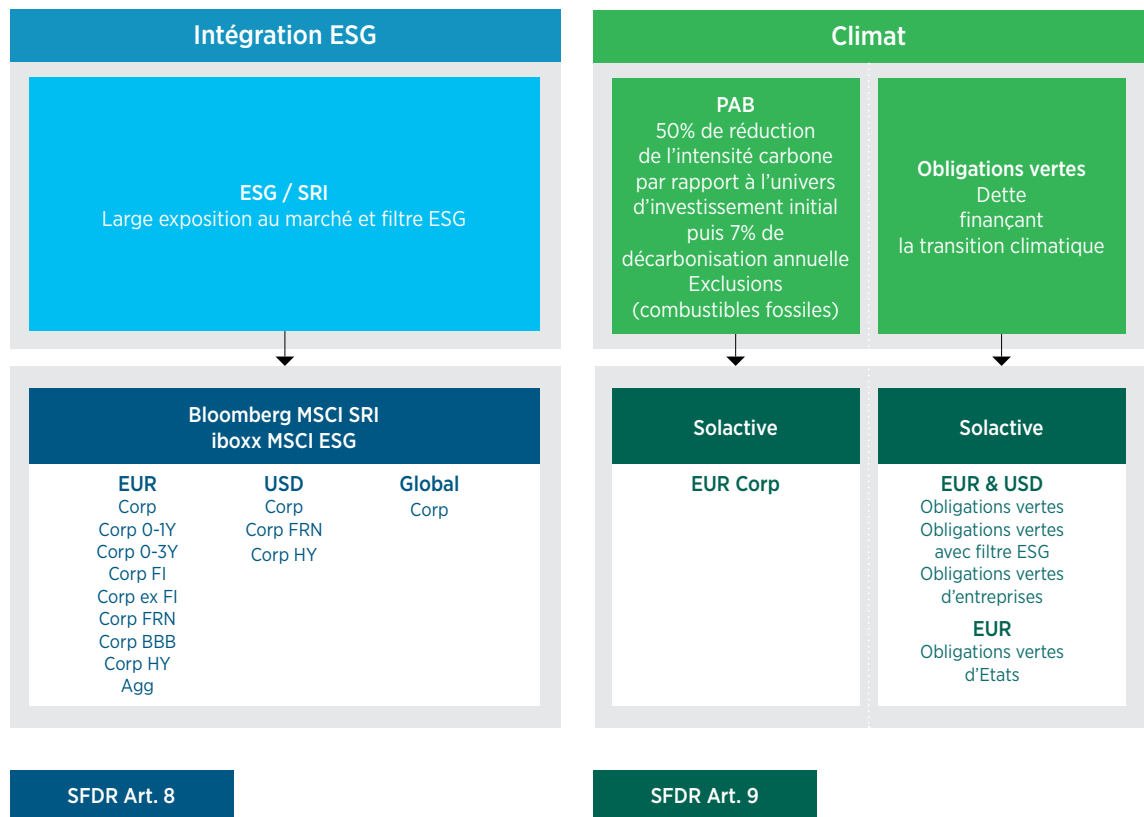 Intégration ESG
ESG / SRI
Large exposition au marché et filtre ESG
Bloomberg MSCI SRI
iboxx MSCI ESG
EUR
Corp
Corp 0-1Y
Corp 0-3Y
Corp FI
Corp ex FI
Corp FRN
Corp BBB
Corp HY
Agg
USD
Corp
Corp FRN
Corp HY
Global
Corp
SFDR Art. 8
Climat
PAB
50% de réduction
de l'intensité carbone
par rapport à l'univers
d'investissement initial
puis 7% de
décarbonisation annuelle
Exclusions
(combustibles fossiles)
Solactive
EUR Corp
Obligations vertes
Dette
finançant
la transition climatique
Solactive
EUR & USD
Obligations vertes
Obligations vertes
avec filtre ESG
Obligations vertes
d'entreprises
EUR
Obligations vertes
d'Etats
SFDR Art. 9